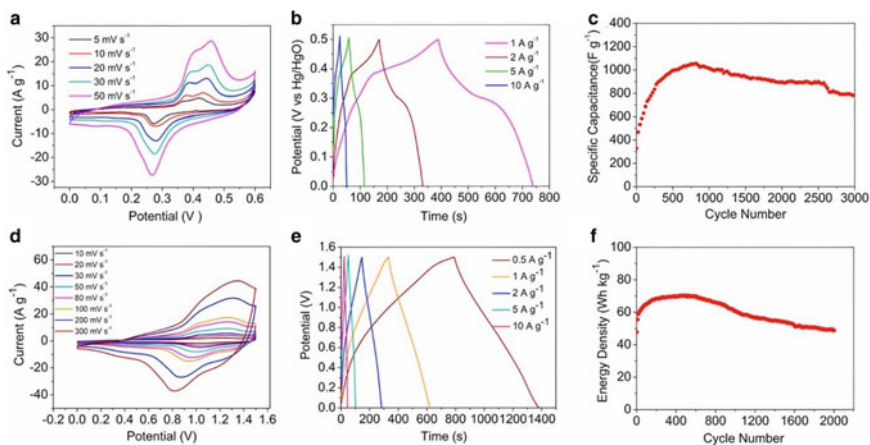 a
5 mV s⁻¹
10 mV s⁻¹
20 mV s⁻¹
30 mV s⁻¹
50 mV s⁻¹
30
20
10
0
-10
-20
-30
Current (A g⁻¹)
0.0 0.1 0.2 0.3 0.4 0.5 0.6
Potential (V )
b
1 A g⁻¹
2 A g⁻¹
5 A g⁻¹
10 A g⁻¹
0.5
0.4
0.3
0.2
0.1
0.0
Potential (V vs Hg/HgO)
0 100 200 300 400 500 600 700 800
Time (s)
c
1400
1200
1000
800
600
400
200
0
Specific Capacitance(F g⁻¹)
0 500 1000 1500 2000 2500 3000
Cycle Number
d
10 mV s⁻¹
20 mV s⁻¹
30 mV s⁻¹
50 mV s⁻¹
80 mV s⁻¹
100 mV s⁻¹
200 mV s⁻¹
300 mV s⁻¹
60
40
20
0
-20
-40
Current (A g⁻¹)
-0.2 0.0 0.2 0.4 0.6 0.8 1.0 1.2 1.4 1.6
Potential (V)
e
0.5 A g⁻¹
1 A g⁻¹
2 A g⁻¹
5 A g⁻¹
10 A g⁻¹
1.6
1.4
1.2
1.0
0.8
0.6
0.4
0.2
0.0
Potential (V)
0 200 400 600 800 1000 1200 1400
Time (s)
f
100
80
60
40
20
0
Energy Density (Wh kg⁻¹)
0 400 800 1200 1600 2000
Cycle Number